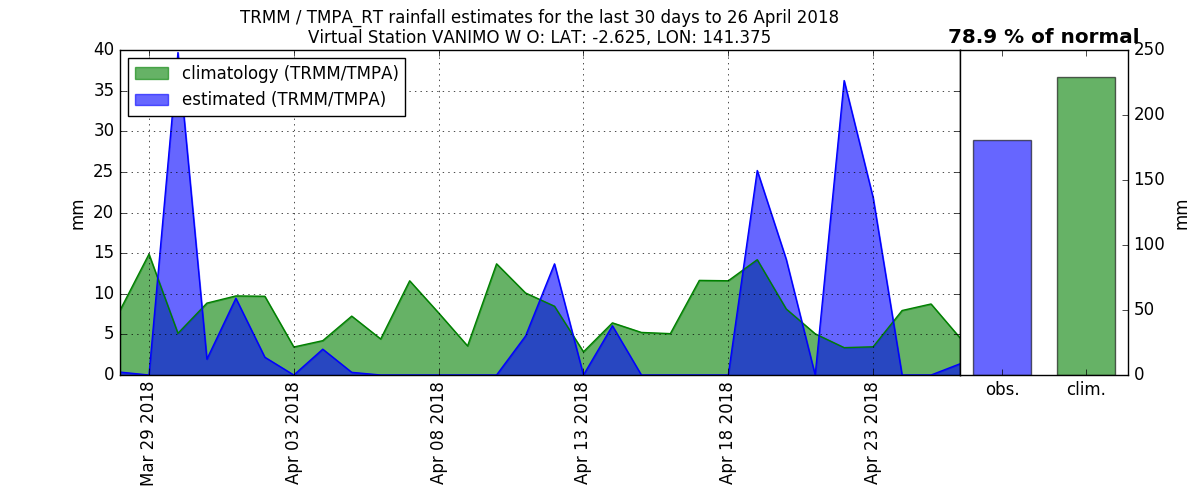 TRMM / TMPA_RT rainfall estimates for the last 30 days to 26 April 2018
Virtual Station VANIMO W O: LAT: -2.625, LON: 141.375
78.9 % of normal
climatology (TRMM/TMPA)
estimated (TRMM/TMPA)
40
35
30
25
20
15
10
5
0
mm
Mar 29 2018
Apr 03 2018
Apr 08 2018
Apr 13 2018
Apr 18 2018
Apr 23 2018
obs.
clim.
250
200
150
100
50
0
mm